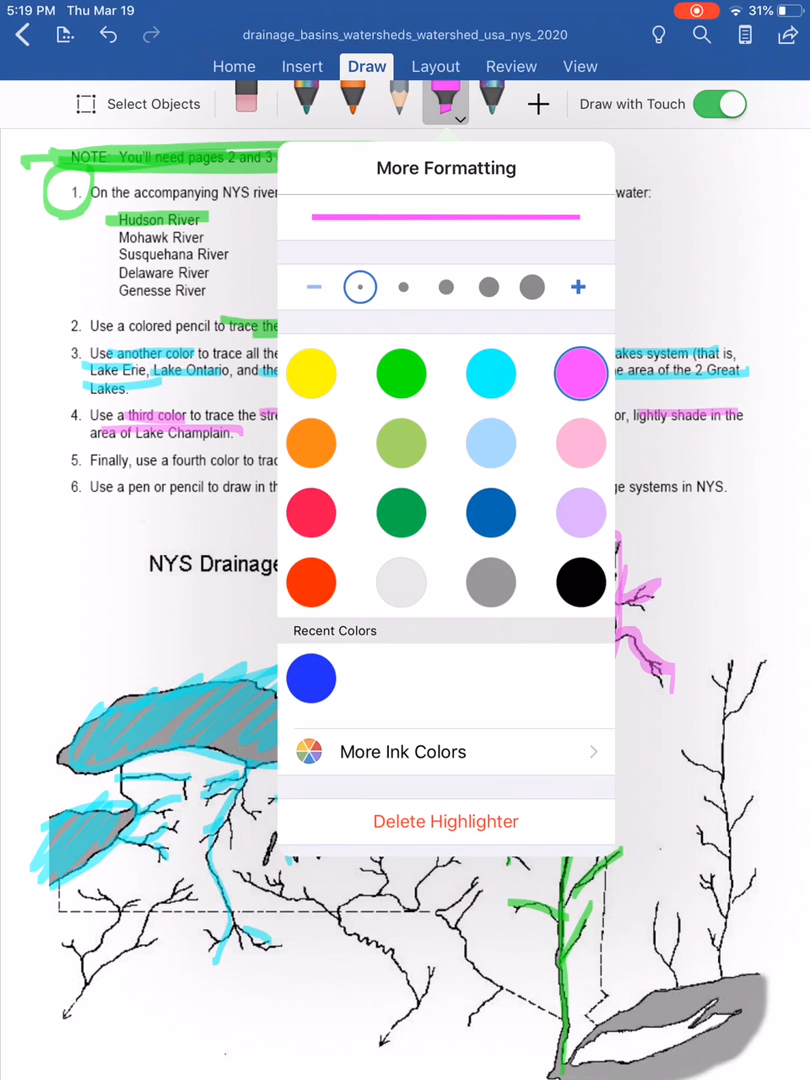 5:19 PM Thu Mar 19 31%
drainage_basins_watersheds_watershed_usa_nys_2020
Home Insert Draw Layout Review View
Select Objects Draw with Touch
NOTE: You'll need pages 2 and 3
More Formatting
1. On the accompanying NYS river water:
Hudson River
Mohawk River
Susquehana River
Delaware River
Genesse River
2. Use a colored pencil to trace the
3. Use another color to trace all the akes system (that is,
Lake Erie, Lake Ontario, and the e area of the 2 Great
Lakes.
4. Use a third color to trace the stre or, lightly shade in the
area of Lake Champlain.
5. Finally, use a fourth color to trac
6. Use a pen or pencil to draw in th ge systems in NYS.
NYS Drainage
Recent Colors
More Ink Colors
Delete Highlighter